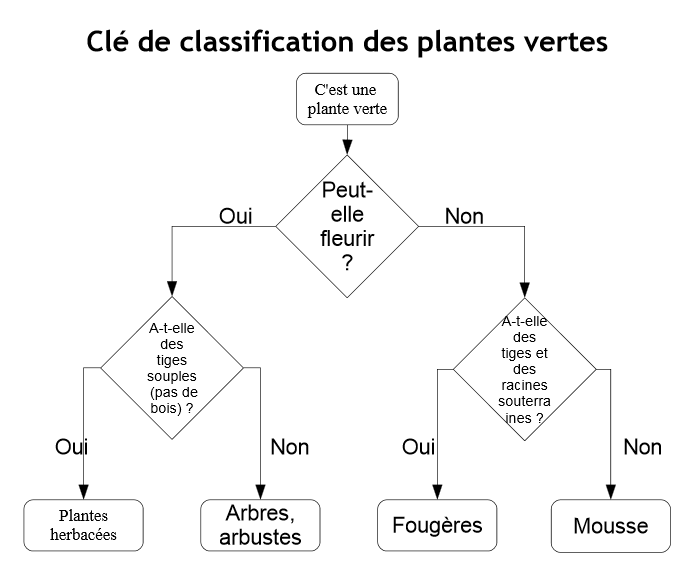 Clé de classification des plantes vertes
C'est une
plante verte
Peut-
elle
fleurir
?
Oui
Non
A-t-elle
des
tiges
souples
(pas de
bois) ?
A-t-elle
des
tiges et
des
racines
souterra
ines ?
Oui
Non
Oui
Non
Plantes
herbacées
Arbres,
arbustes
Fougères
Mousse